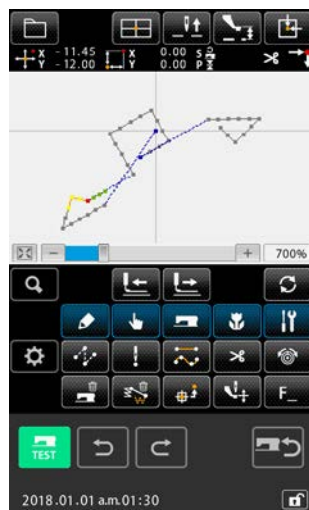 X -11.45 X 0.00 S
Y -12.00 Y 0.00 P
700%
F_
TEST
2018.01.01 a.m.01:30